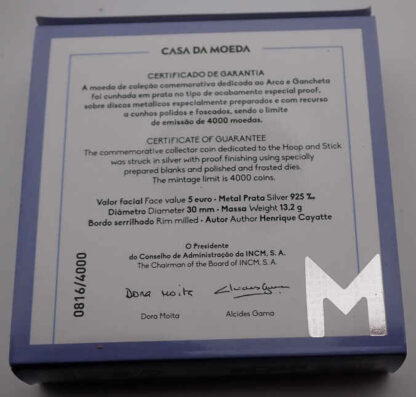 CASA DA MOEDA
CERTIFICADO DE GARANTIA
A moeda de coleção comemorativa dedicada ao Arco e Gancheta
foi cunhada em prata no tipo de acabamento especial proof,
sobre discos metálicos especialmente preparados e com recurso
a cunhos polidos e foscados, sendo o limite
de emissão de 4000 moedas.
CERTIFICATE OF GUARANTEE
The commemorative collector coin dedicated to the Hoop and Stick
was struck in silver with proof finishing using specially
prepared blanks and polished and frosted dies.
The mintage limit is 4000 coins.
Valor facial Face value 5 euro · Metal Prata Silver 925 ‰
Diâmetro Diameter 30 mm · Massa Weight 13.2 g
Bordo serrilhado Rim milled · Autor Author Henrique Cayatte
O Presidente
do Conselho de Administração da INCM, S. A.
The Chairman of the Board of INCM, S. A.
Dora Moita
Alcides Gama
Dora Moita
Alcides Gama
0816/4000
M